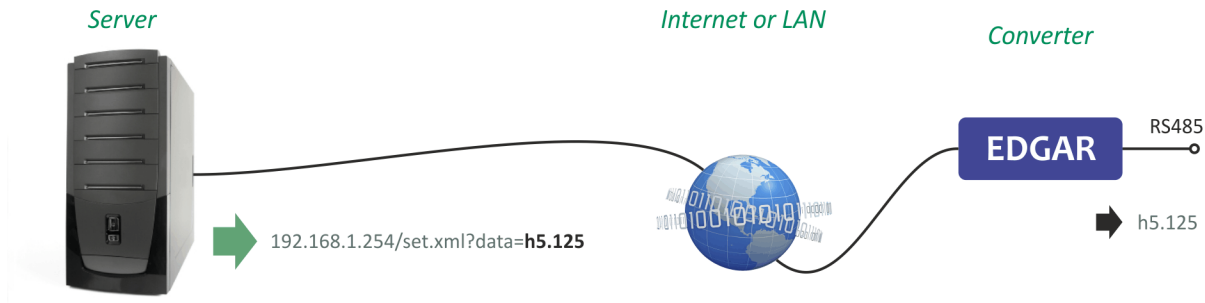 Server
Internet or LAN
Converter
RS485
EDGAR
192.168.1.254/set.xml?data=h5.125
h5.125